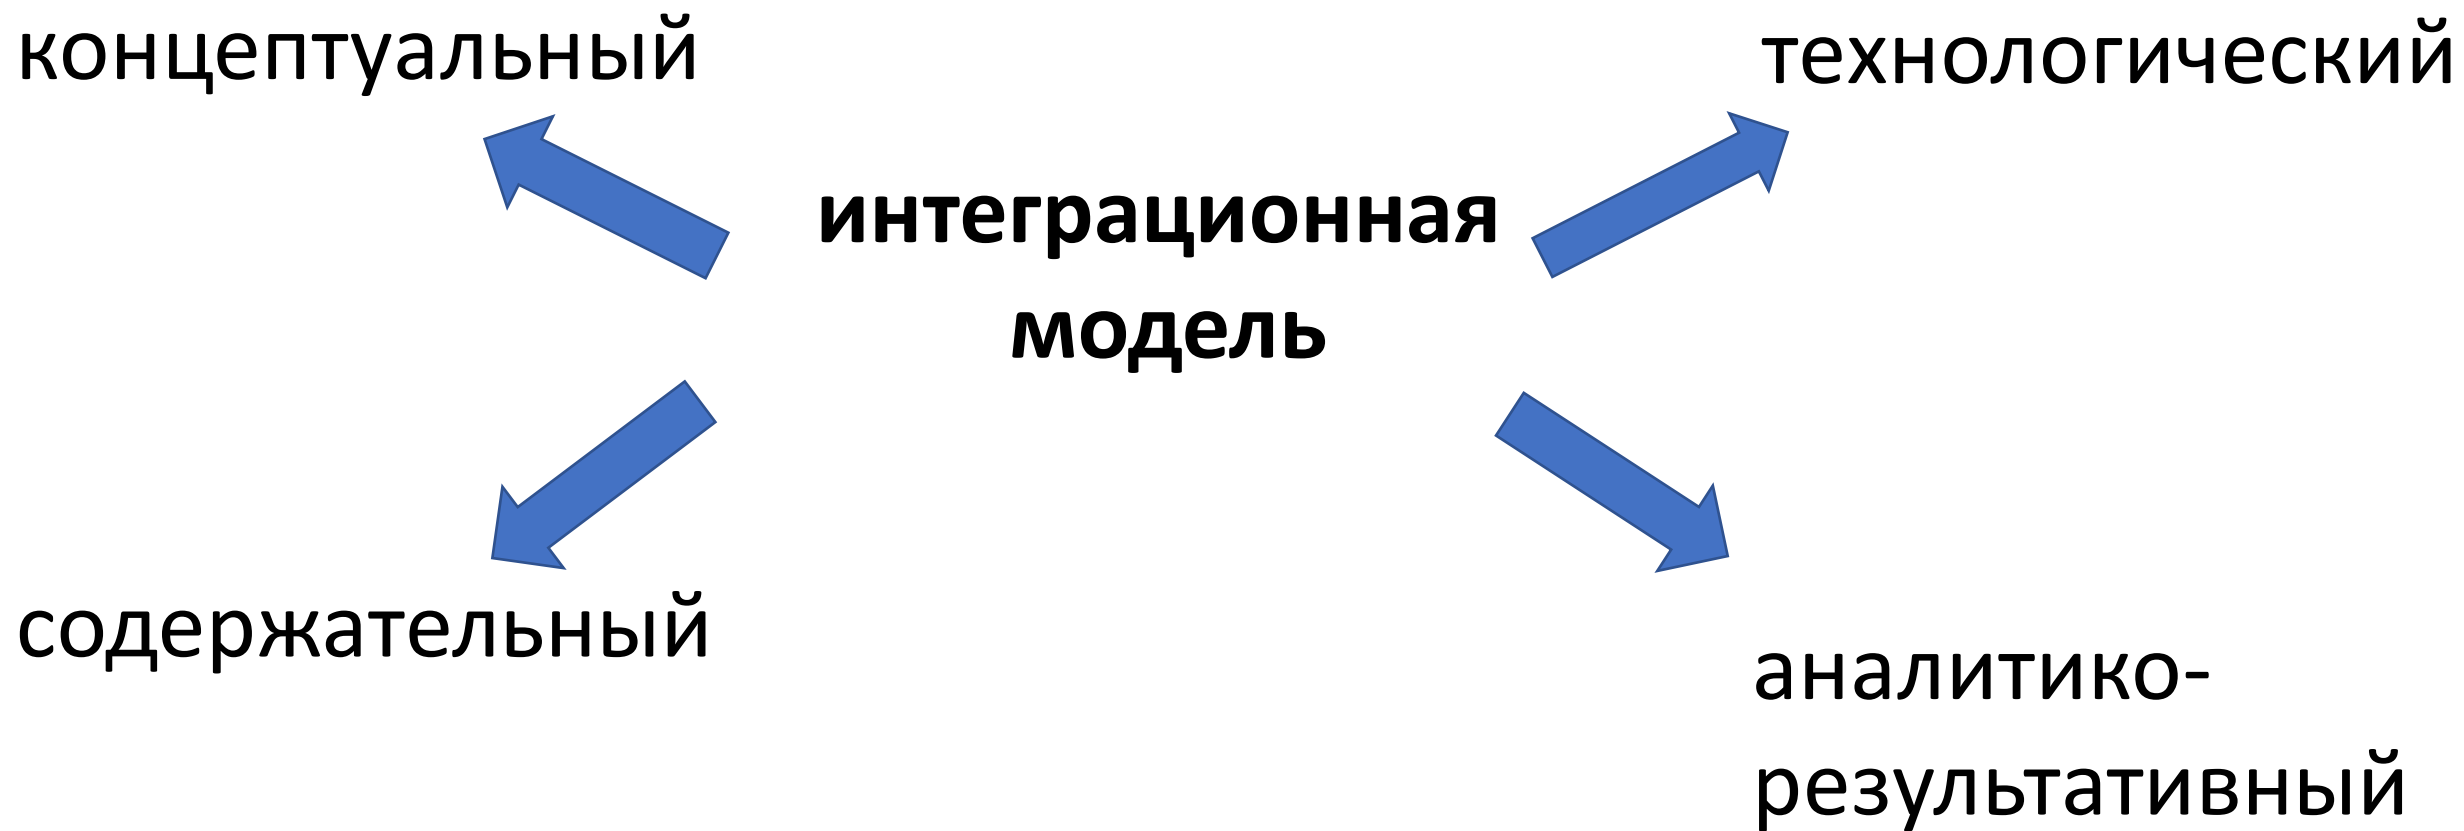 концептуальный
технологический
интеграционная
модель
содержательный
аналитико-
результативный